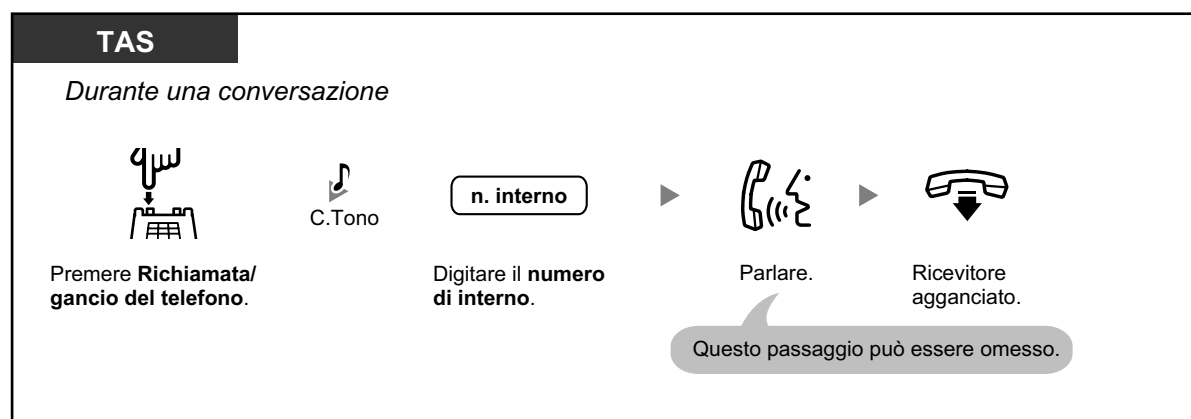 TAS
Durante una conversazione
C.Tono
n. interno
Premere Richiamata/
gancio del telefono.
Digitare il numero
di interno.
Parlare.
Ricevitore
agganciato.
Questo passaggio può essere omesso.